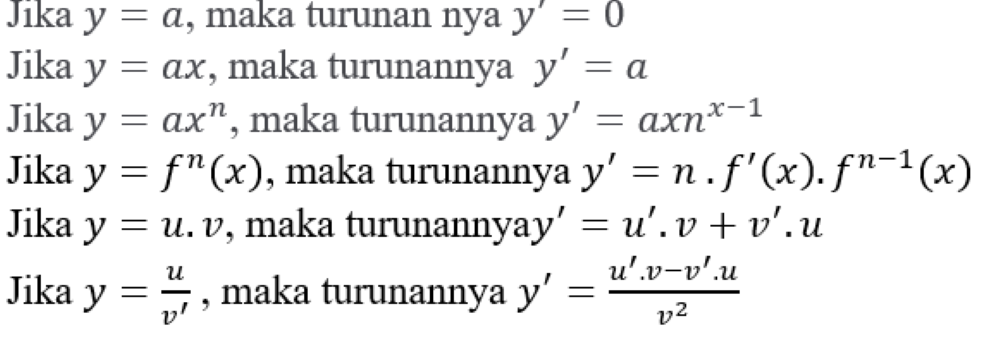 Jika y = a, maka turunan nya y′ = 0
Jika y = ax, maka turunannya y′ = a
Jika y = axⁿ, maka turunannya y′ = axnˣ⁻¹
Jika y = fⁿ(x), maka turunannya y′ = n . f′(x). fⁿ⁻¹(x)
Jika y = u. v, maka turunannyay′ = u′. v + v′. u
Jika y = u/v′ , maka turunannya y′ = u′.v−v′.u/v²